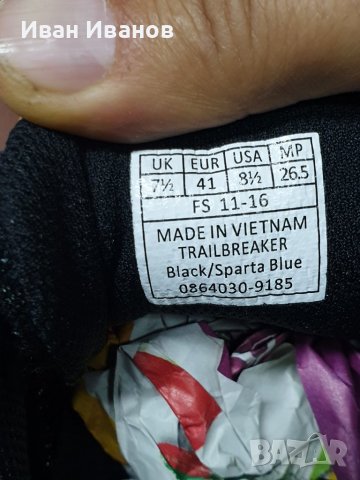 Иван Иванов
UK EUR USA MP
7½ 41 8½ 26.5
FS 11-16
MADE IN VIETNAM
TRAILBREAKER
Black/Sparta Blue
0864030-9185
BAZAR